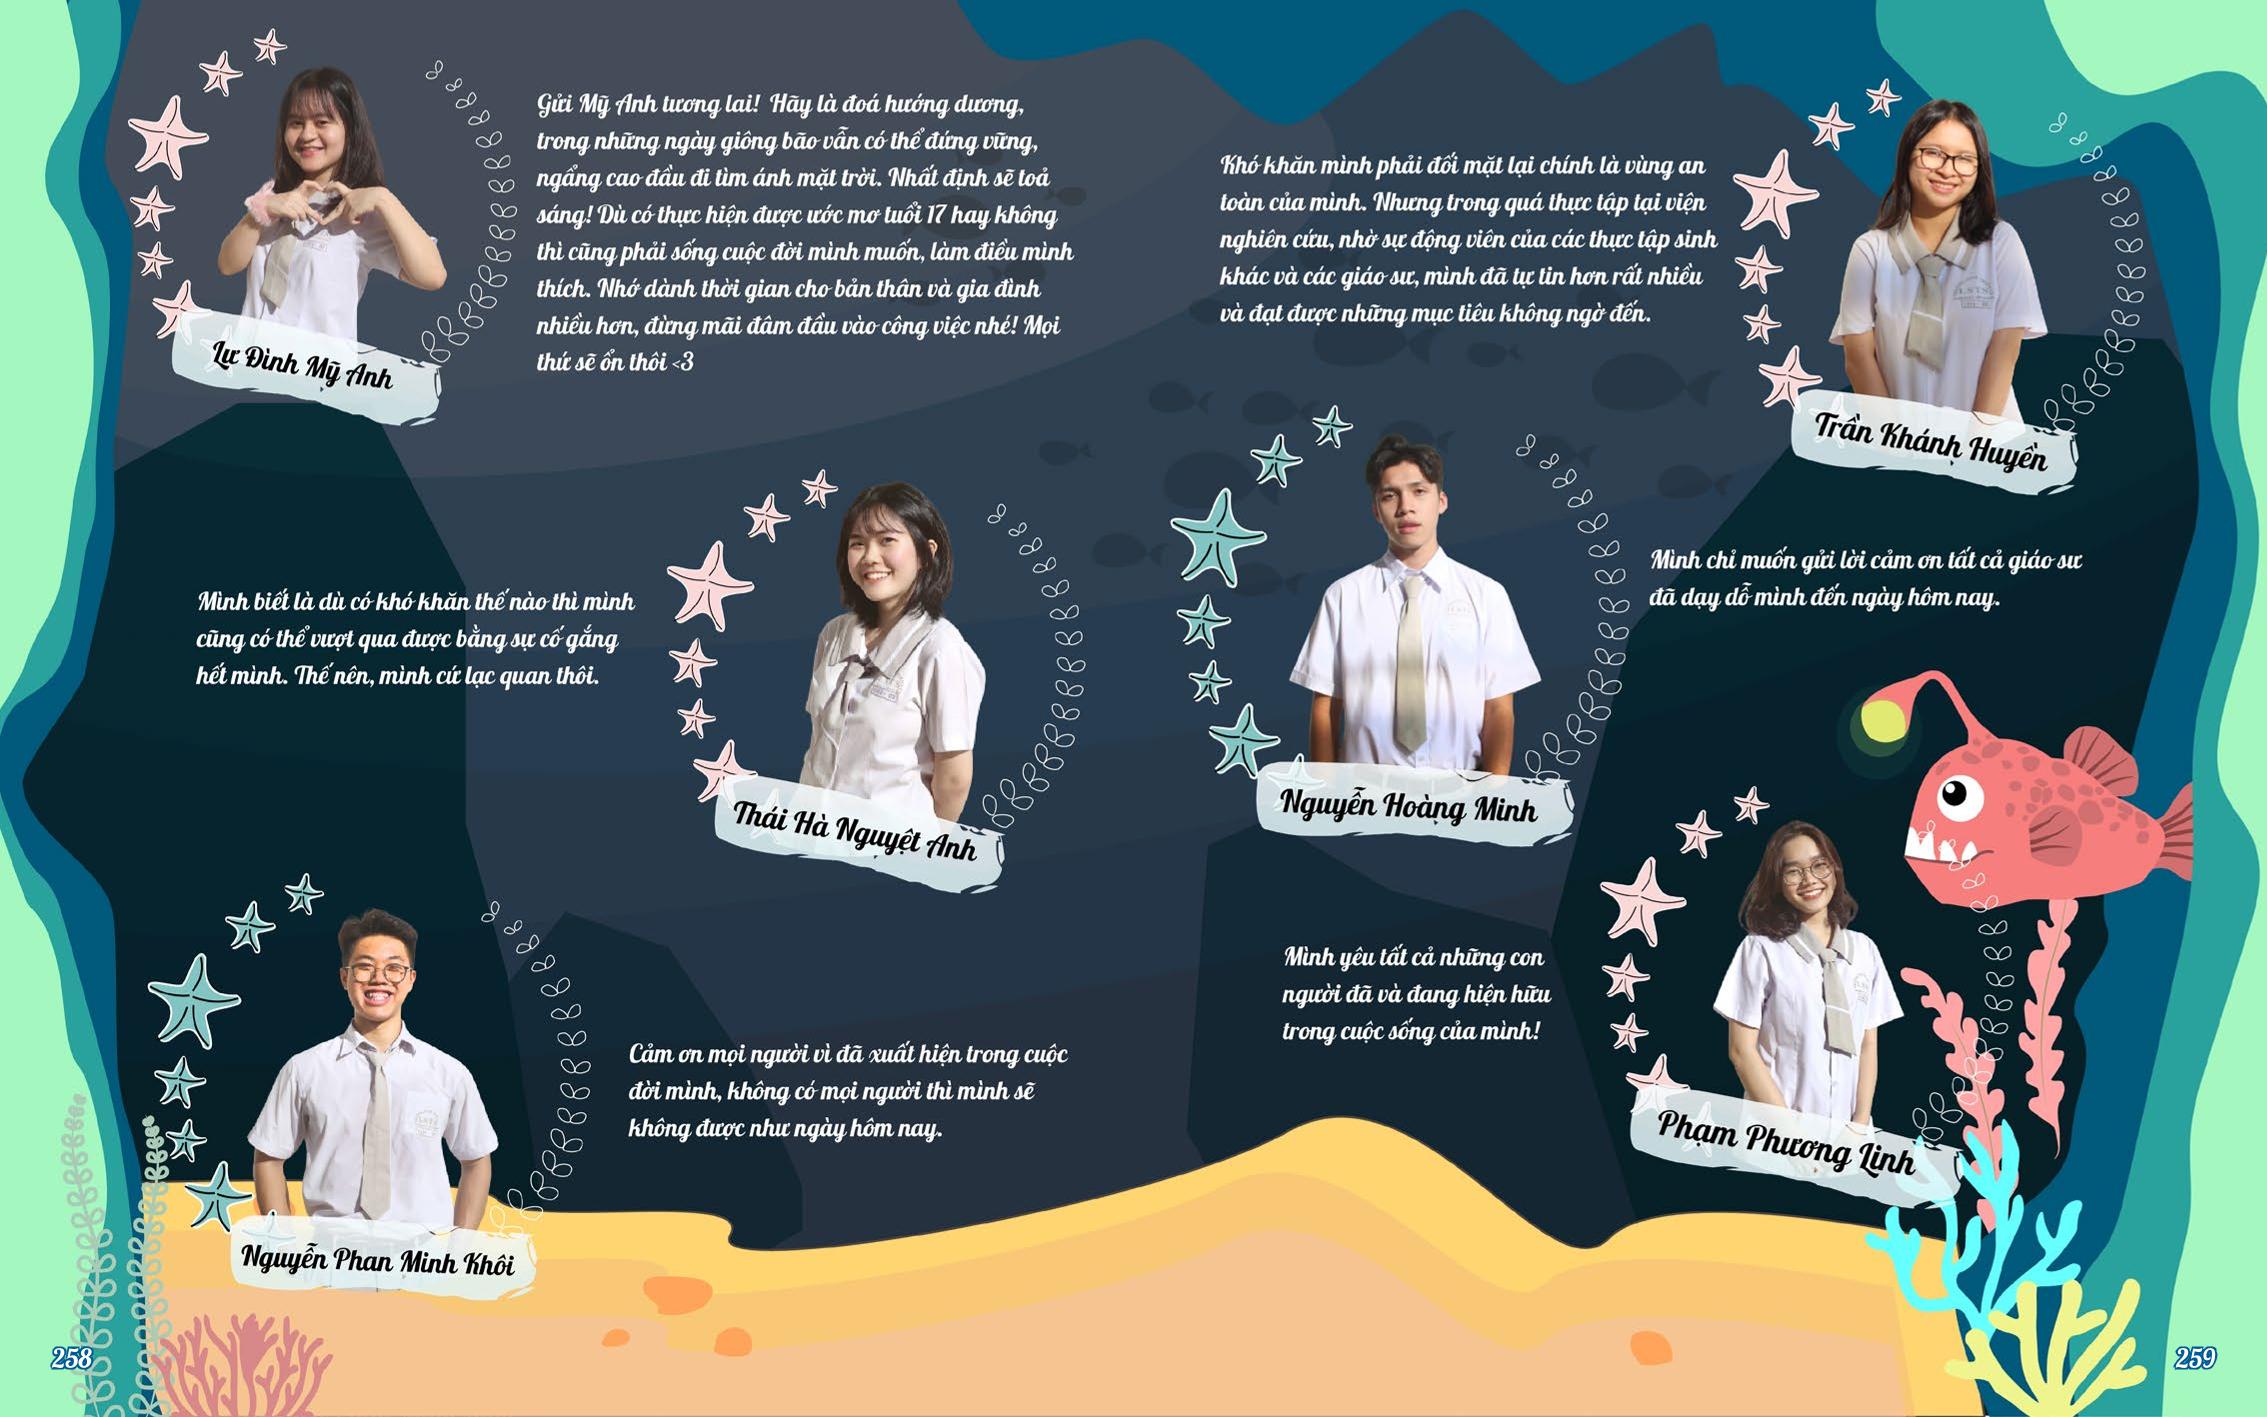 Gửi Mỹ Anh tương lai! Hãy là đoá hướng dương,
trong những ngày giông bão vẫn có thể đứng vững,
ngẩng cao đầu đi tìm ánh mặt trời. Nhất định sẽ toả
sáng! Dù có thực hiện được ước mơ tuổi 17 hay không
thì cũng phải sống cuộc đời mình muốn, làm điều mình
thích. Nhớ dành thời gian cho bản thân và gia đình
nhiều hơn, đừng mãi đâm đầu vào công việc nhé! Mọi
thứ sẽ ổn thôi <3
Lư Đình Mỹ Anh
Mình biết là dù có khó khăn thế nào thì mình
cũng có thể vượt qua được bằng sự cố gắng
hết mình. Thế nên, mình cứ lạc quan thôi.
Thái Hà Nguyệt Anh
Cảm ơn mọi người vì đã xuất hiện trong cuộc
đời mình, không có mọi người thì mình sẽ
không được như ngày hôm nay.
Nguyễn Phan Minh Khôi
258
Khó khăn mình phải đối mặt lại chính là vùng an
toàn của mình. Nhưng trong quá thực tập tại viện
nghiên cứu, nhờ sự động viên của các thực tập sinh
khác và các giáo sư, mình đã tự tin hơn rất nhiều
và đạt được những mục tiêu không ngờ đến.
Trần Khánh Huyền
Mình chỉ muốn gửi lời cảm ơn tất cả giáo sư
đã dạy dỗ mình đến ngày hôm nay.
Nguyễn Hoàng Minh
Mình yêu tất cả những con
người đã và đang hiện hữu
trong cuộc sống của mình!
Phạm Phương Linh
259